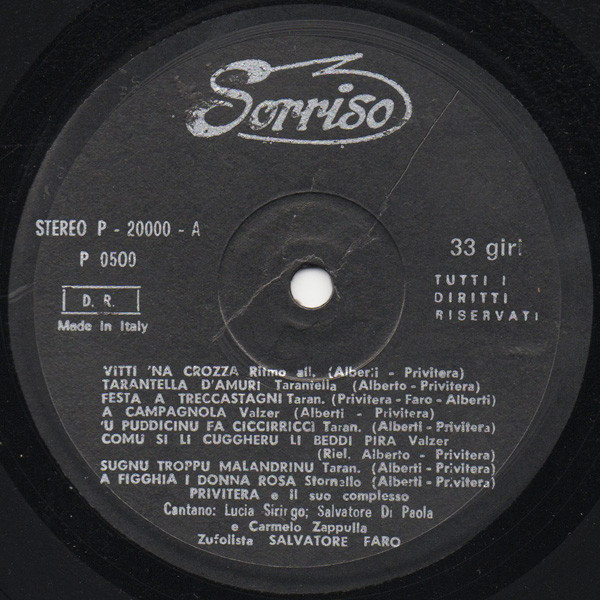 Sorriso
STEREO P - 20000 - A
P 0500
D. R.
Made in Italy
33 giri
TUTTI I
DIRITTI
RISERVATI
VITTI 'NA CROZZA Ritmo all. (Alberti - Privitera)
TARANTELLA D'AMURI Tarantella (Alberto - Privitera)
FESTA A TRECCASTAGNI Taran. (Privitera - Faro - Alberti)
A CAMPAGNOLA Valzer (Alberti - Privitera)
'U PUDDICINU FA CICCIRRICCI Taran. (Alberti - Privitera)
COMU SI LI CUGGHERU LI BEDDI PIRA Valzer
(Riel. Alberto - Privitera)
SUGNU TROPPU MALANDRINU Taran. (Alberti - Privitera)
A FIGGHIA I DONNA ROSA Stornallo (Alberti - Privitera)
PRIVITERA e il suo complesso
Cantano: Lucia Sirirgo; Salvatore Di Paola
e Carmelo Zappulla
Zufolista SALVATORE FARO